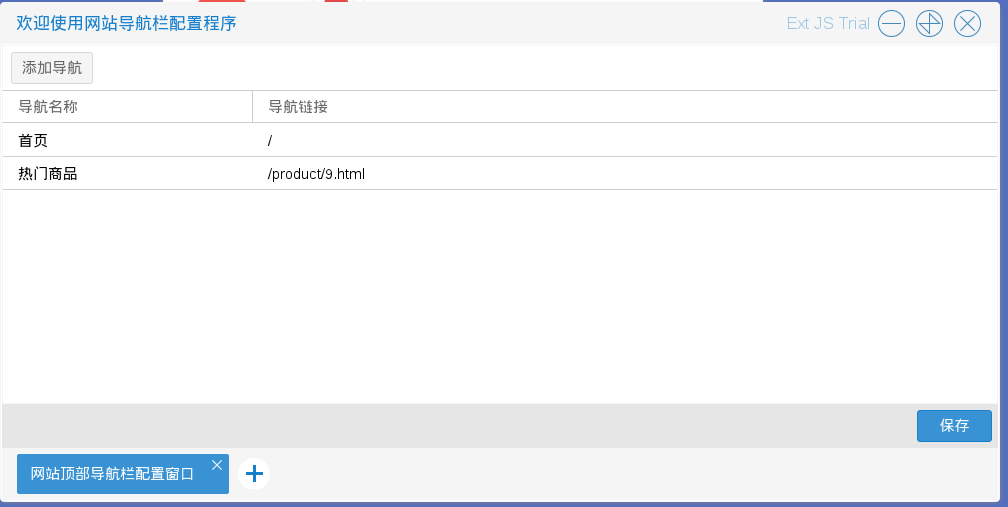 欢迎使用网站导航栏配置程序 Ext JS Trial
添加导航
导航名称 导航链接
首页 /
热门商品 /product/9.html
保存
网站顶部导航栏配置窗口